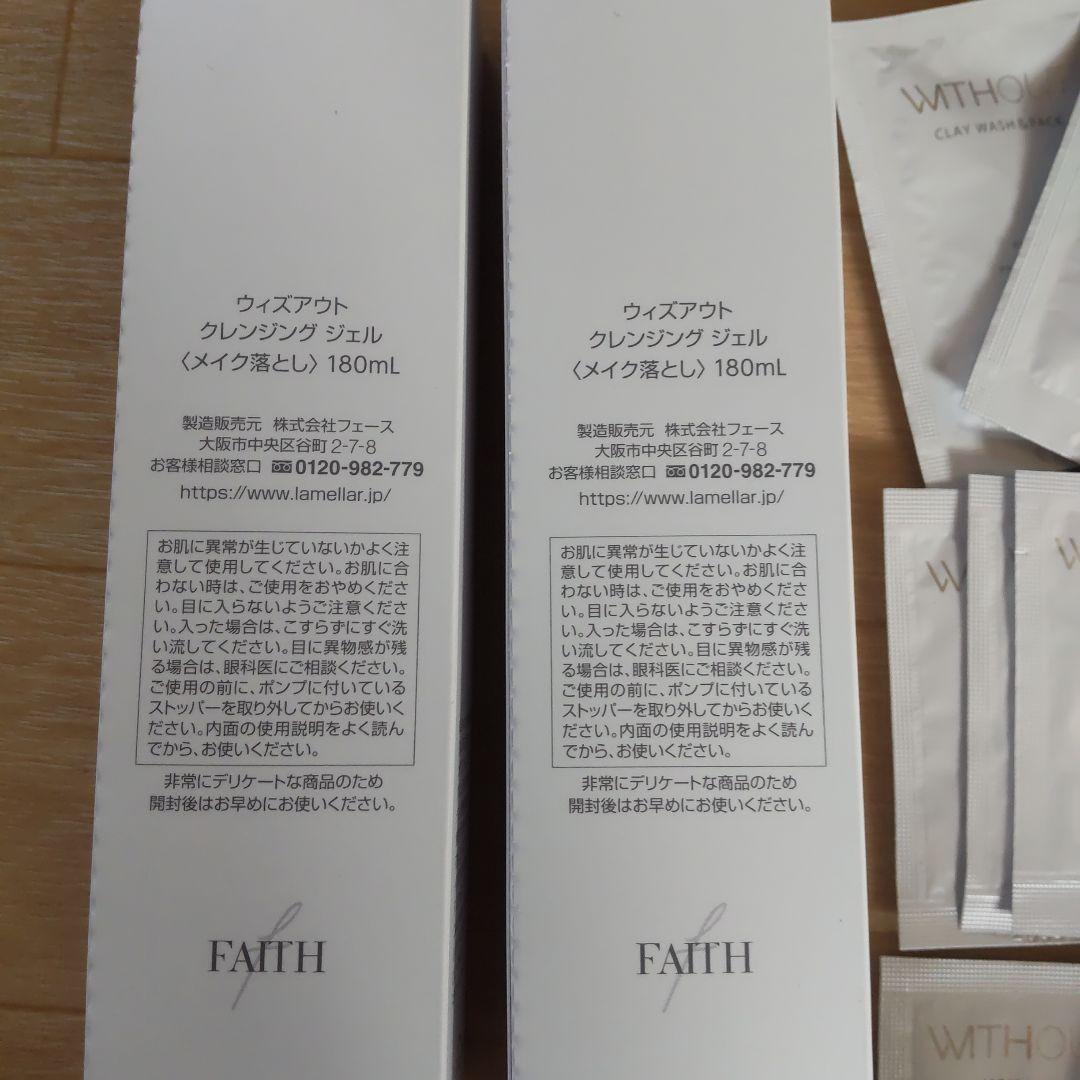 ウィズアウト
クレンジング ジェル
〈メイク落とし〉 180mL
製造販売元 株式会社フェース
大阪市中央区谷町 2-7-8
お客様相談窓口 0120-982-779
https://www.lamellar.jp/
お肌に異常が生じていないかよく注
意して使用してください。お肌に合
わない時は、ご使用をおやめくださ
い。目に入らないようご注意くださ
い。入った場合は、こすらずにすぐ洗
い流してください。目に異物感が残
る場合は、眼科医にご相談ください。
ご使用の前に、ポンプに付いている
ストッパーを取り外してからお使いく
ださい。内面の使用説明をよく読ん
でから、お使いください。
非常にデリケートな商品のため
開封後はお早めにお使いください。
FAITH
ウィズアウト
クレンジング ジェル
〈メイク落とし〉 180mL
製造販売元 株式会社フェース
大阪市中央区谷町 2-7-8
お客様相談窓口 0120-982-779
https://www.lamellar.jp/
お肌に異常が生じていないかよく注
意して使用してください。お肌に合
わない時は、ご使用をおやめくださ
い。目に入らないようご注意くださ
い。入った場合は、こすらずにすぐ洗
い流してください。目に異物感が残
る場合は、眼科医にご相談ください。
ご使用の前に、ポンプに付いている
ストッパーを取り外してからお使いく
ださい。内面の使用説明をよく読ん
でから、お使いください。
非常にデリケートな商品のため
開封後はお早めにお使いください。
FAITH
WITHOU
CLAY WASH & PACK
W
W
WITHOU